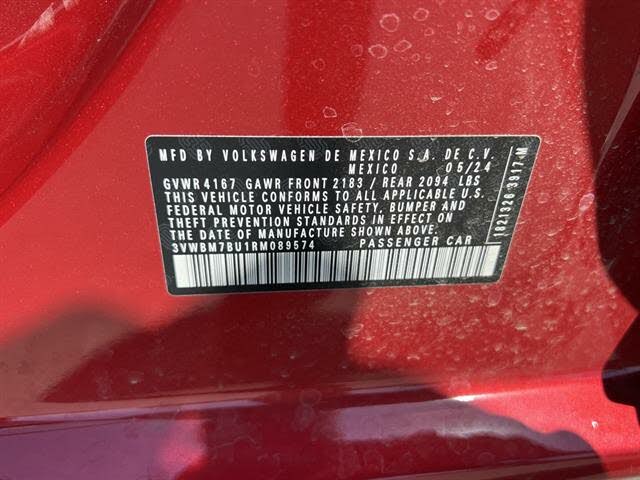 MFD BY VOLKSWAGEN DE MEXICO S.A. DE C.V.
MEXICO 05/24
GVWR 4167 GAWR FRONT 2183 / REAR 2094 LBS
THIS VEHICLE CONFORMS TO ALL APPLICABLE U.S.
FEDERAL MOTOR VEHICLE SAFETY, BUMPER AND
THEFT PREVENTION STANDARDS IN EFFECT ON
THE DATE OF MANUFACTURE SHOWN ABOVE.
3VWBM7BU1RM089574 PASSENGER CAR
1821326 3917-M